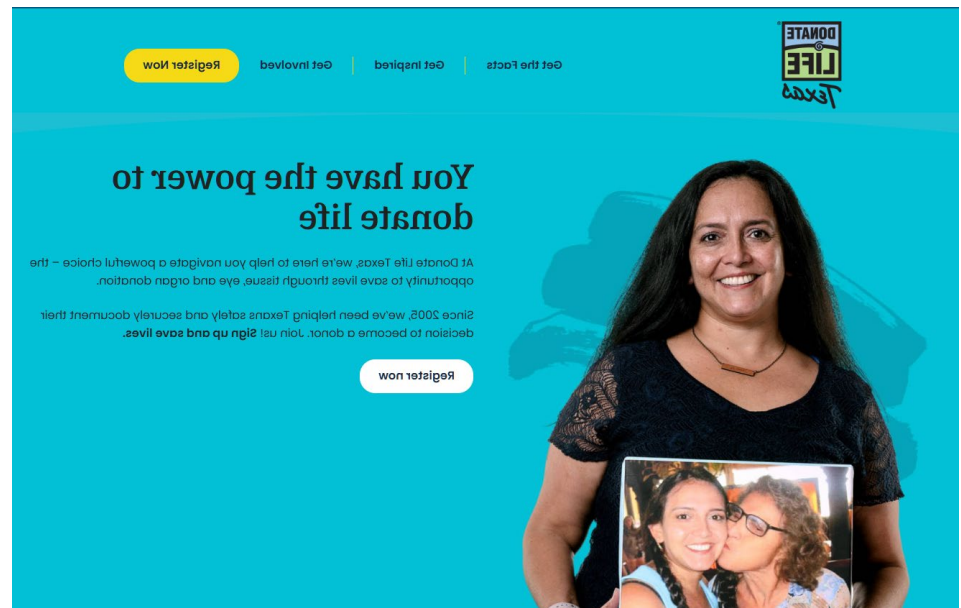 DONATE
LIFE
Texas
Get the Facts
Get Inspired
Get Involved
Register Now
You have the power to
donate life
At Donate Life Texas, we're here to help you navigate a powerful choice – the
opportunity to save lives through tissue, eye and organ donation.
Since 2005, we've been helping Texans safely and securely document their
decision to become a donor. Join us! Sign up and save lives.
Register now